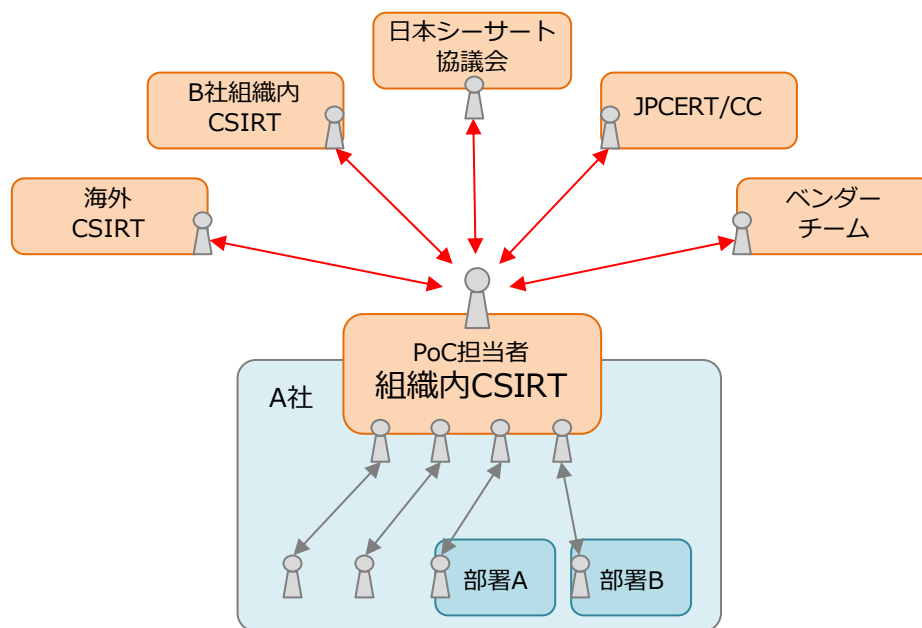 日本シーサート
協議会
B社組織内
CSIRT
JPCERT/CC
海外
CSIRT
ベンダー
チーム
PoC担当者
組織内CSIRT
A社
部署A
部署B